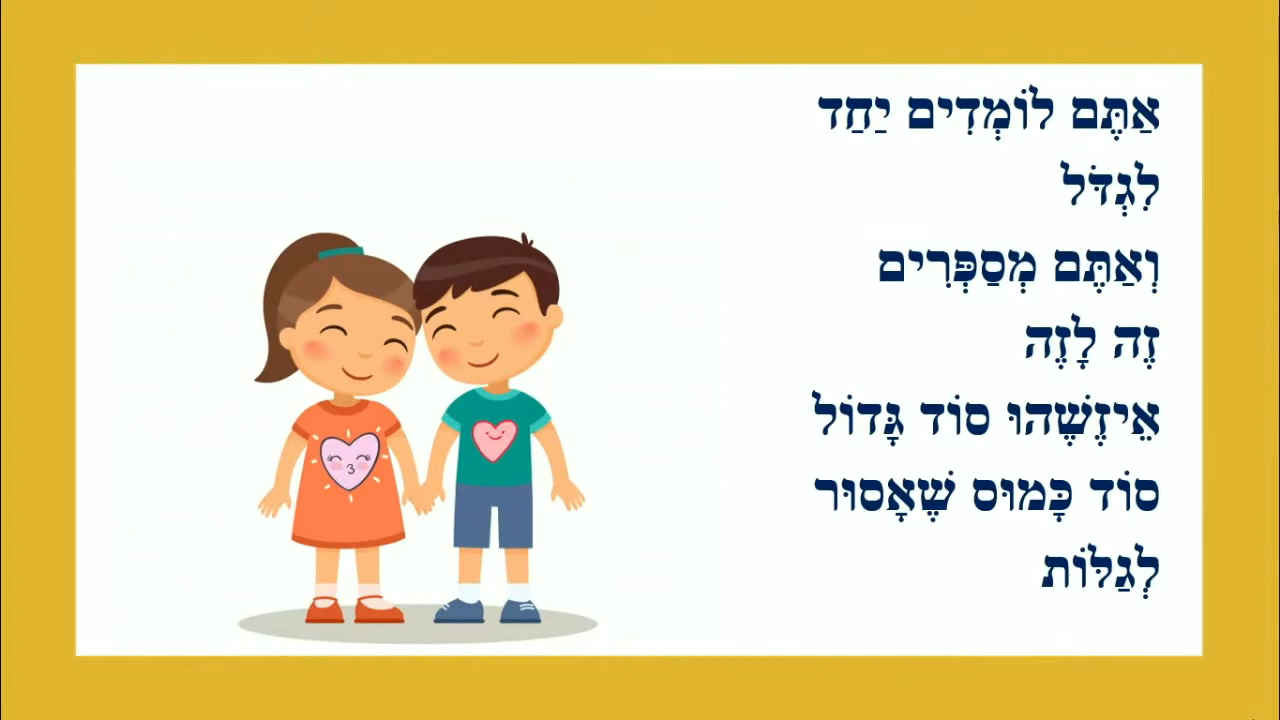 אַתֶּם לוֹמְדִים יַחַד
לִגְדֹּל
וְאַתֶּם מְסַפְּרִים
זֶה לָזֶה
אֵיזֶשֶׁהוּ סוֹד גָּדוֹל
סוֹד כָּמוּס שֶׁאָסוּר
לְגַלּוֹת